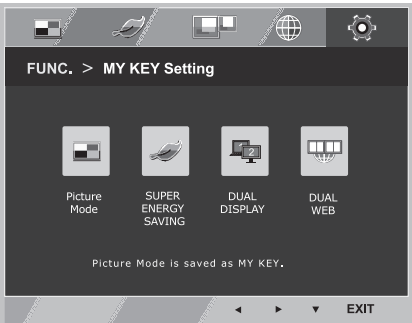 FUNC. > MY KEY Setting
Picture
Mode
SUPER
ENERGY
SAVING
2
DUAL
DISPLAY
DUAL
WEB
Picture Mode is saved as MY KEY.
◄ ► ▼ EXIT